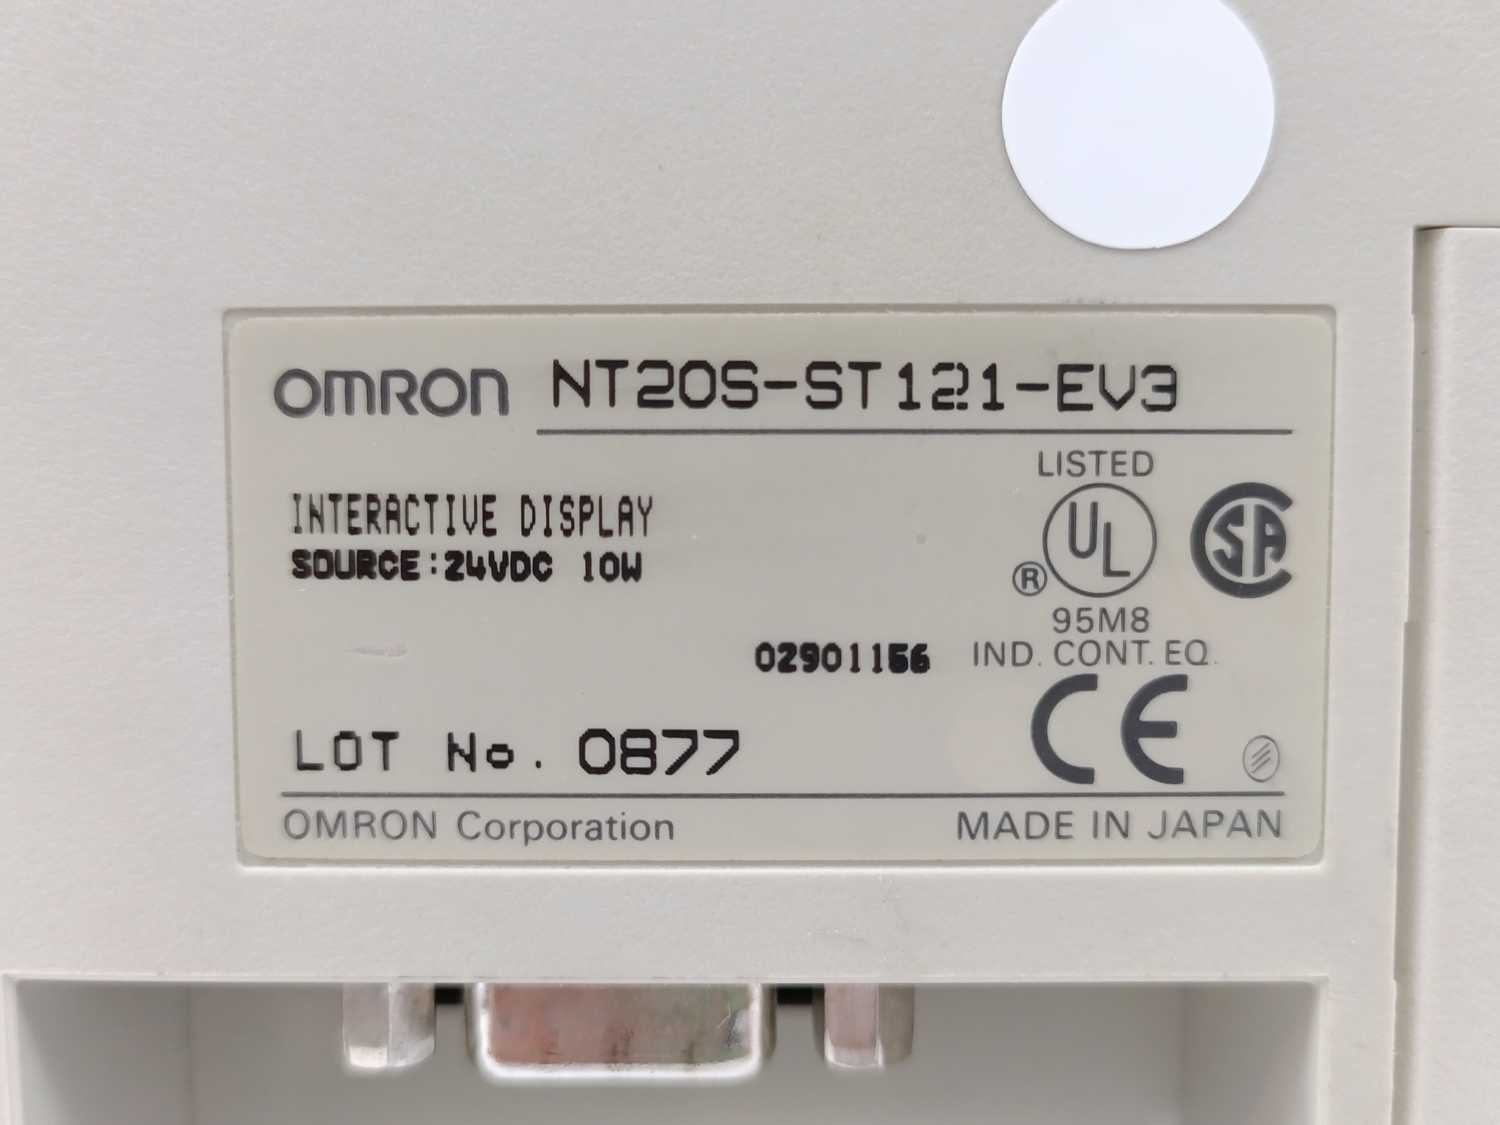 OMRON NT20S-ST121-EV3
LISTED
INTERACTIVE DISPLAY
SOURCE:24VDC 10W
UL
SA
®
95M8
02901156 IND. CONT. EQ.
CE
LOT No. 0877
OMRON Corporation MADE IN JAPAN